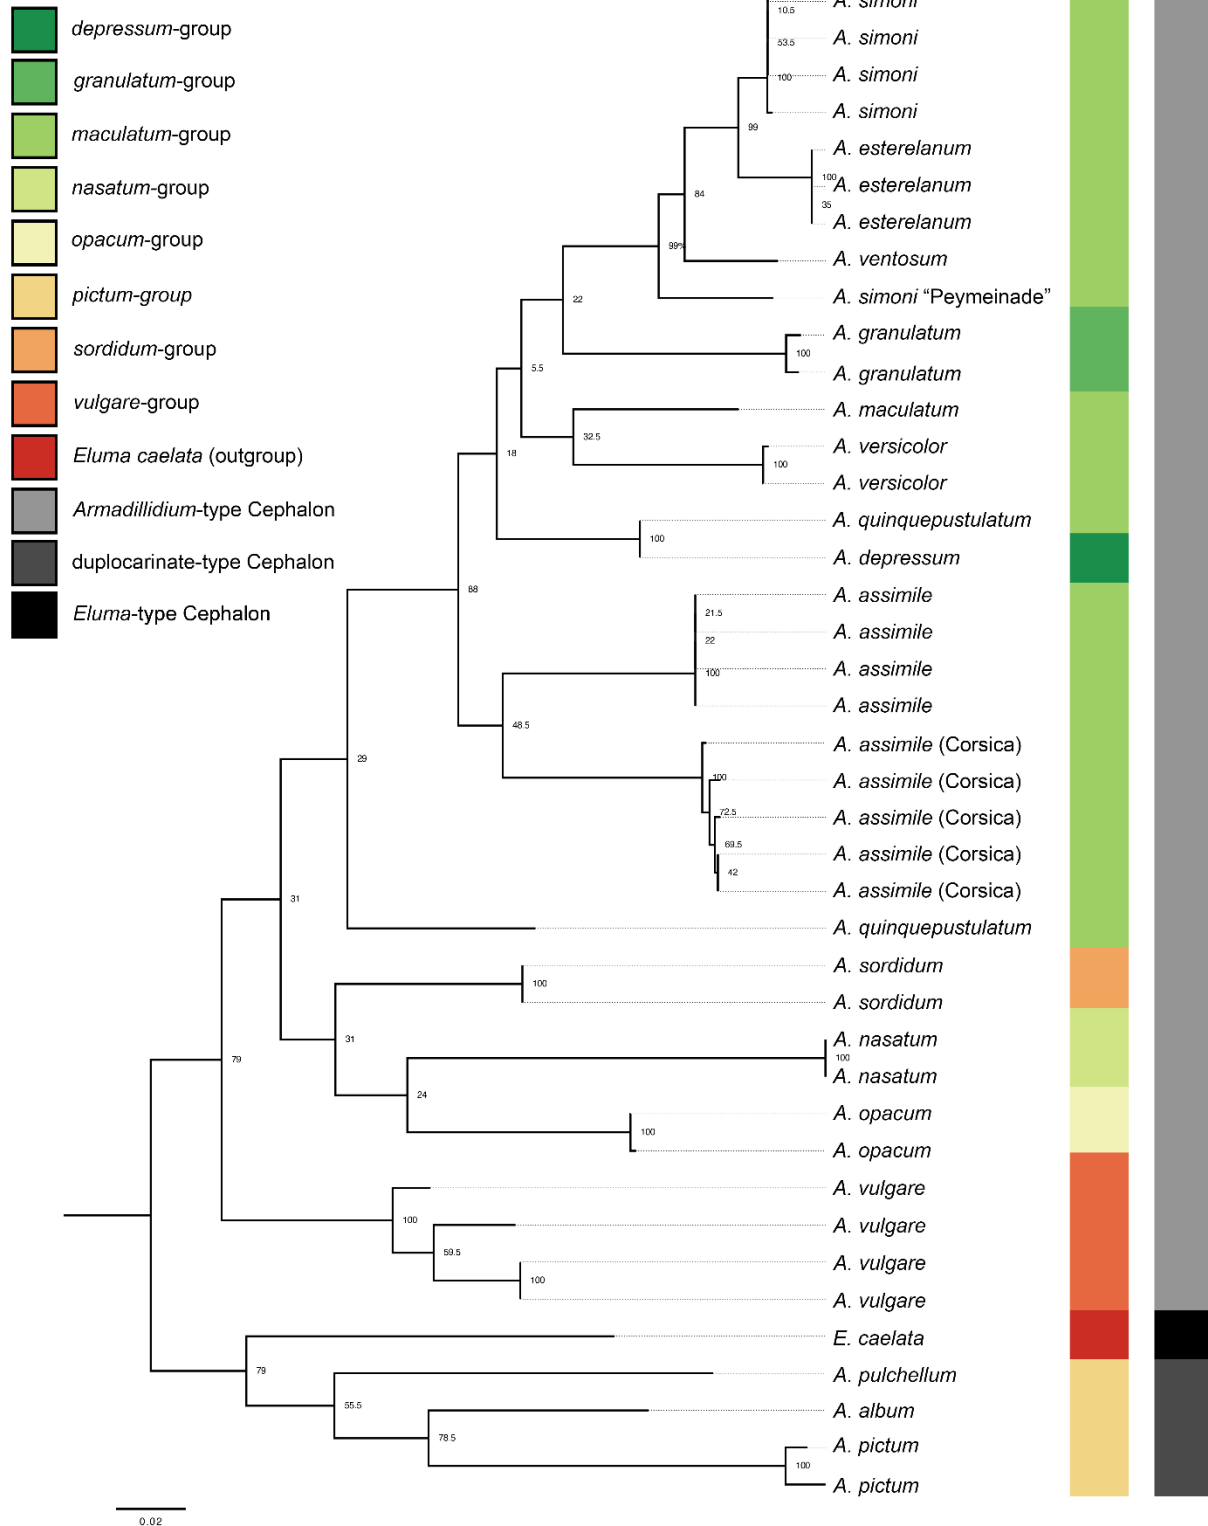 depressum-group
granulatum-group
maculatum-group
nasatum-group
opacum-group
pictum-group
sordidum-group
vulgare-group
Eluma caelata (outgroup)
Armadillidium-type Cephalon
duplocarinate-type Cephalon
Eluma-type Cephalon
A. simoni
10.5
A. simoni
53.5
A. simoni
100
A. simoni
99
A. esterelanum
100
A. esterelanum
35
A. esterelanum
84
99%
A. ventosum
A. simoni “Peymeinade”
22
A. granulatum
100
A. granulatum
5.5
A. maculatum
32.5
A. versicolor
100
A. versicolor
18
A. quinquepustulatum
100
A. depressum
88
A. assimile
21.5
A. assimile
22
A. assimile
100
A. assimile
48.5
A. assimile (Corsica)
100
A. assimile (Corsica)
72.5
A. assimile (Corsica)
69.5
A. assimile (Corsica)
42
A. assimile (Corsica)
29
A. quinquepustulatum
31
A. sordidum
100
A. sordidum
31
A. nasatum
100
A. nasatum
24
A. opacum
100
A. opacum
79
A. vulgare
100
A. vulgare
59.5
A. vulgare
100
A. vulgare
E. caelata
79
A. pulchellum
55.5
A. album
78.5
A. pictum
100
A. pictum
0.02